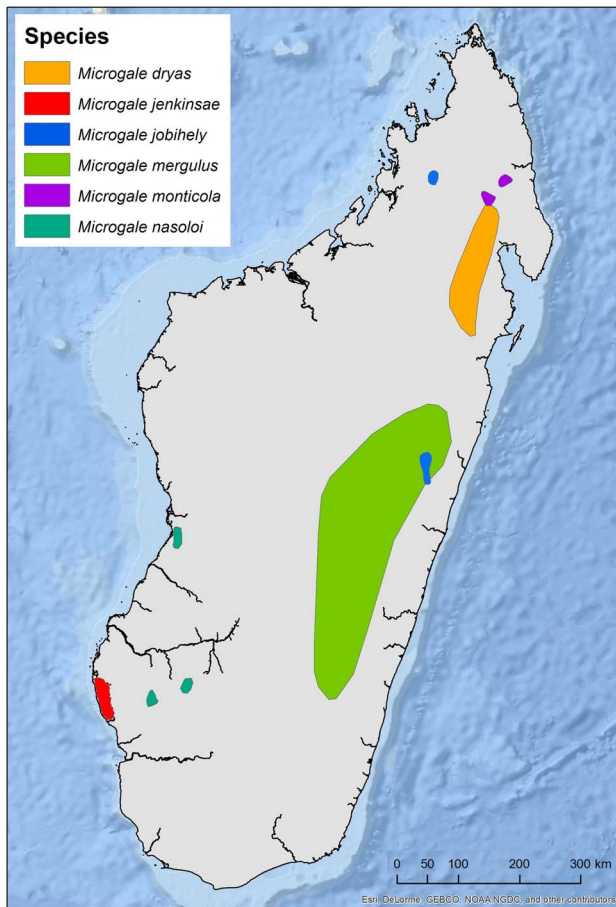 Species
Microgale dryas
Microgale jenkinsae
Microgale jobihely
Microgale mergulus
Microgale monticola
Microgale nasoloi
0 50 100 200 300 km
Esri, DeLorme, GEBCO, NOAA NGDC, and other contributors